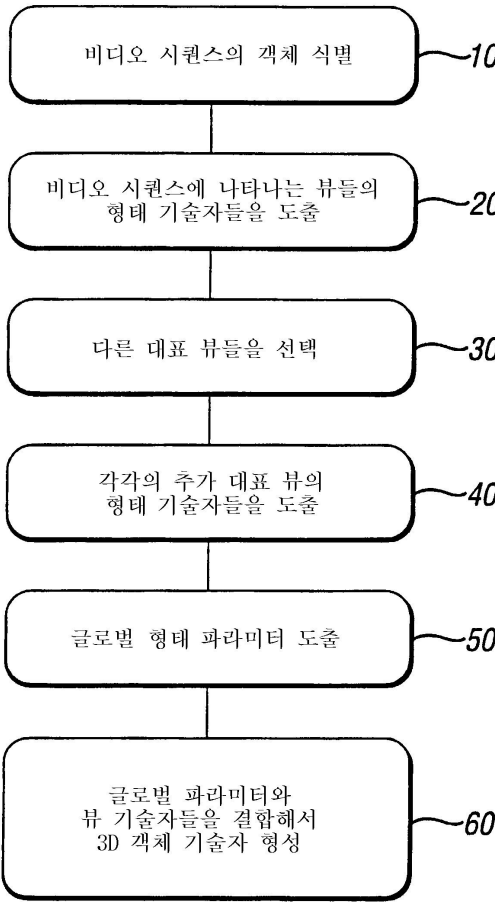 비디오 시퀀스의 객체 식별
10
비디오 시퀀스에 나타나는 뷰들의
형태 기술자들을 도출
20
다른 대표 뷰들을 선택
30
각각의 추가 대표 뷰의
형태 기술자들을 도출
40
글로벌 형태 파라미터 도출
50
글로벌 파라미터와
뷰 기술자들을 결합해서
3D 객체 기술자 형성
60